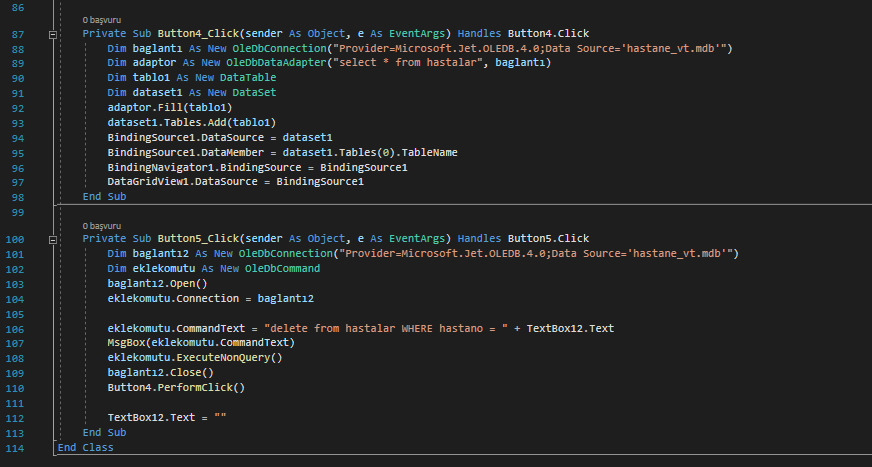 86
0 başvuru
87 Private Sub Button4_Click(sender As Object, e As EventArgs) Handles Button4.Click
88 Dim baglantı As New OleDbConnection("Provider=Microsoft.Jet.OLEDB.4.0;Data Source='hastane_vt.mdb'")
89 Dim adaptor As New OleDbDataAdapter("select * from hastalar", baglantı)
90 Dim tablo1 As New DataTable
91 Dim dataset1 As New DataSet
92 adaptor.Fill(tablo1)
93 dataset1.Tables.Add(tablo1)
94 BindingSource1.DataSource = dataset1
95 BindingSource1.DataMember = dataset1.Tables(0).TableName
96 BindingNavigator1.BindingSource = BindingSource1
97 DataGridView1.DataSource = BindingSource1
98 End Sub
99
0 başvuru
100 Private Sub Button5_Click(sender As Object, e As EventArgs) Handles Button5.Click
101 Dim baglantı2 As New OleDbConnection("Provider=Microsoft.Jet.OLEDB.4.0;Data Source='hastane_vt.mdb'")
102 Dim eklekomutu As New OleDbCommand
103 baglantı2.Open()
104 eklekomutu.Connection = baglantı2
105
106 eklekomutu.CommandText = "delete from hastalar WHERE hastano = " + TextBox12.Text
107 MsgBox(eklekomutu.CommandText)
108 eklekomutu.ExecuteNonQuery()
109 baglantı2.Close()
110 Button4.PerformClick()
111
112 TextBox12.Text = ""
113 End Sub
114 End Class